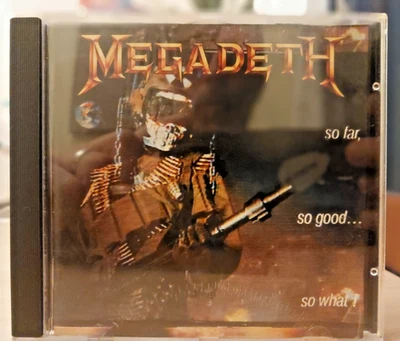 MEGADETH
so far,
so good...
so what!